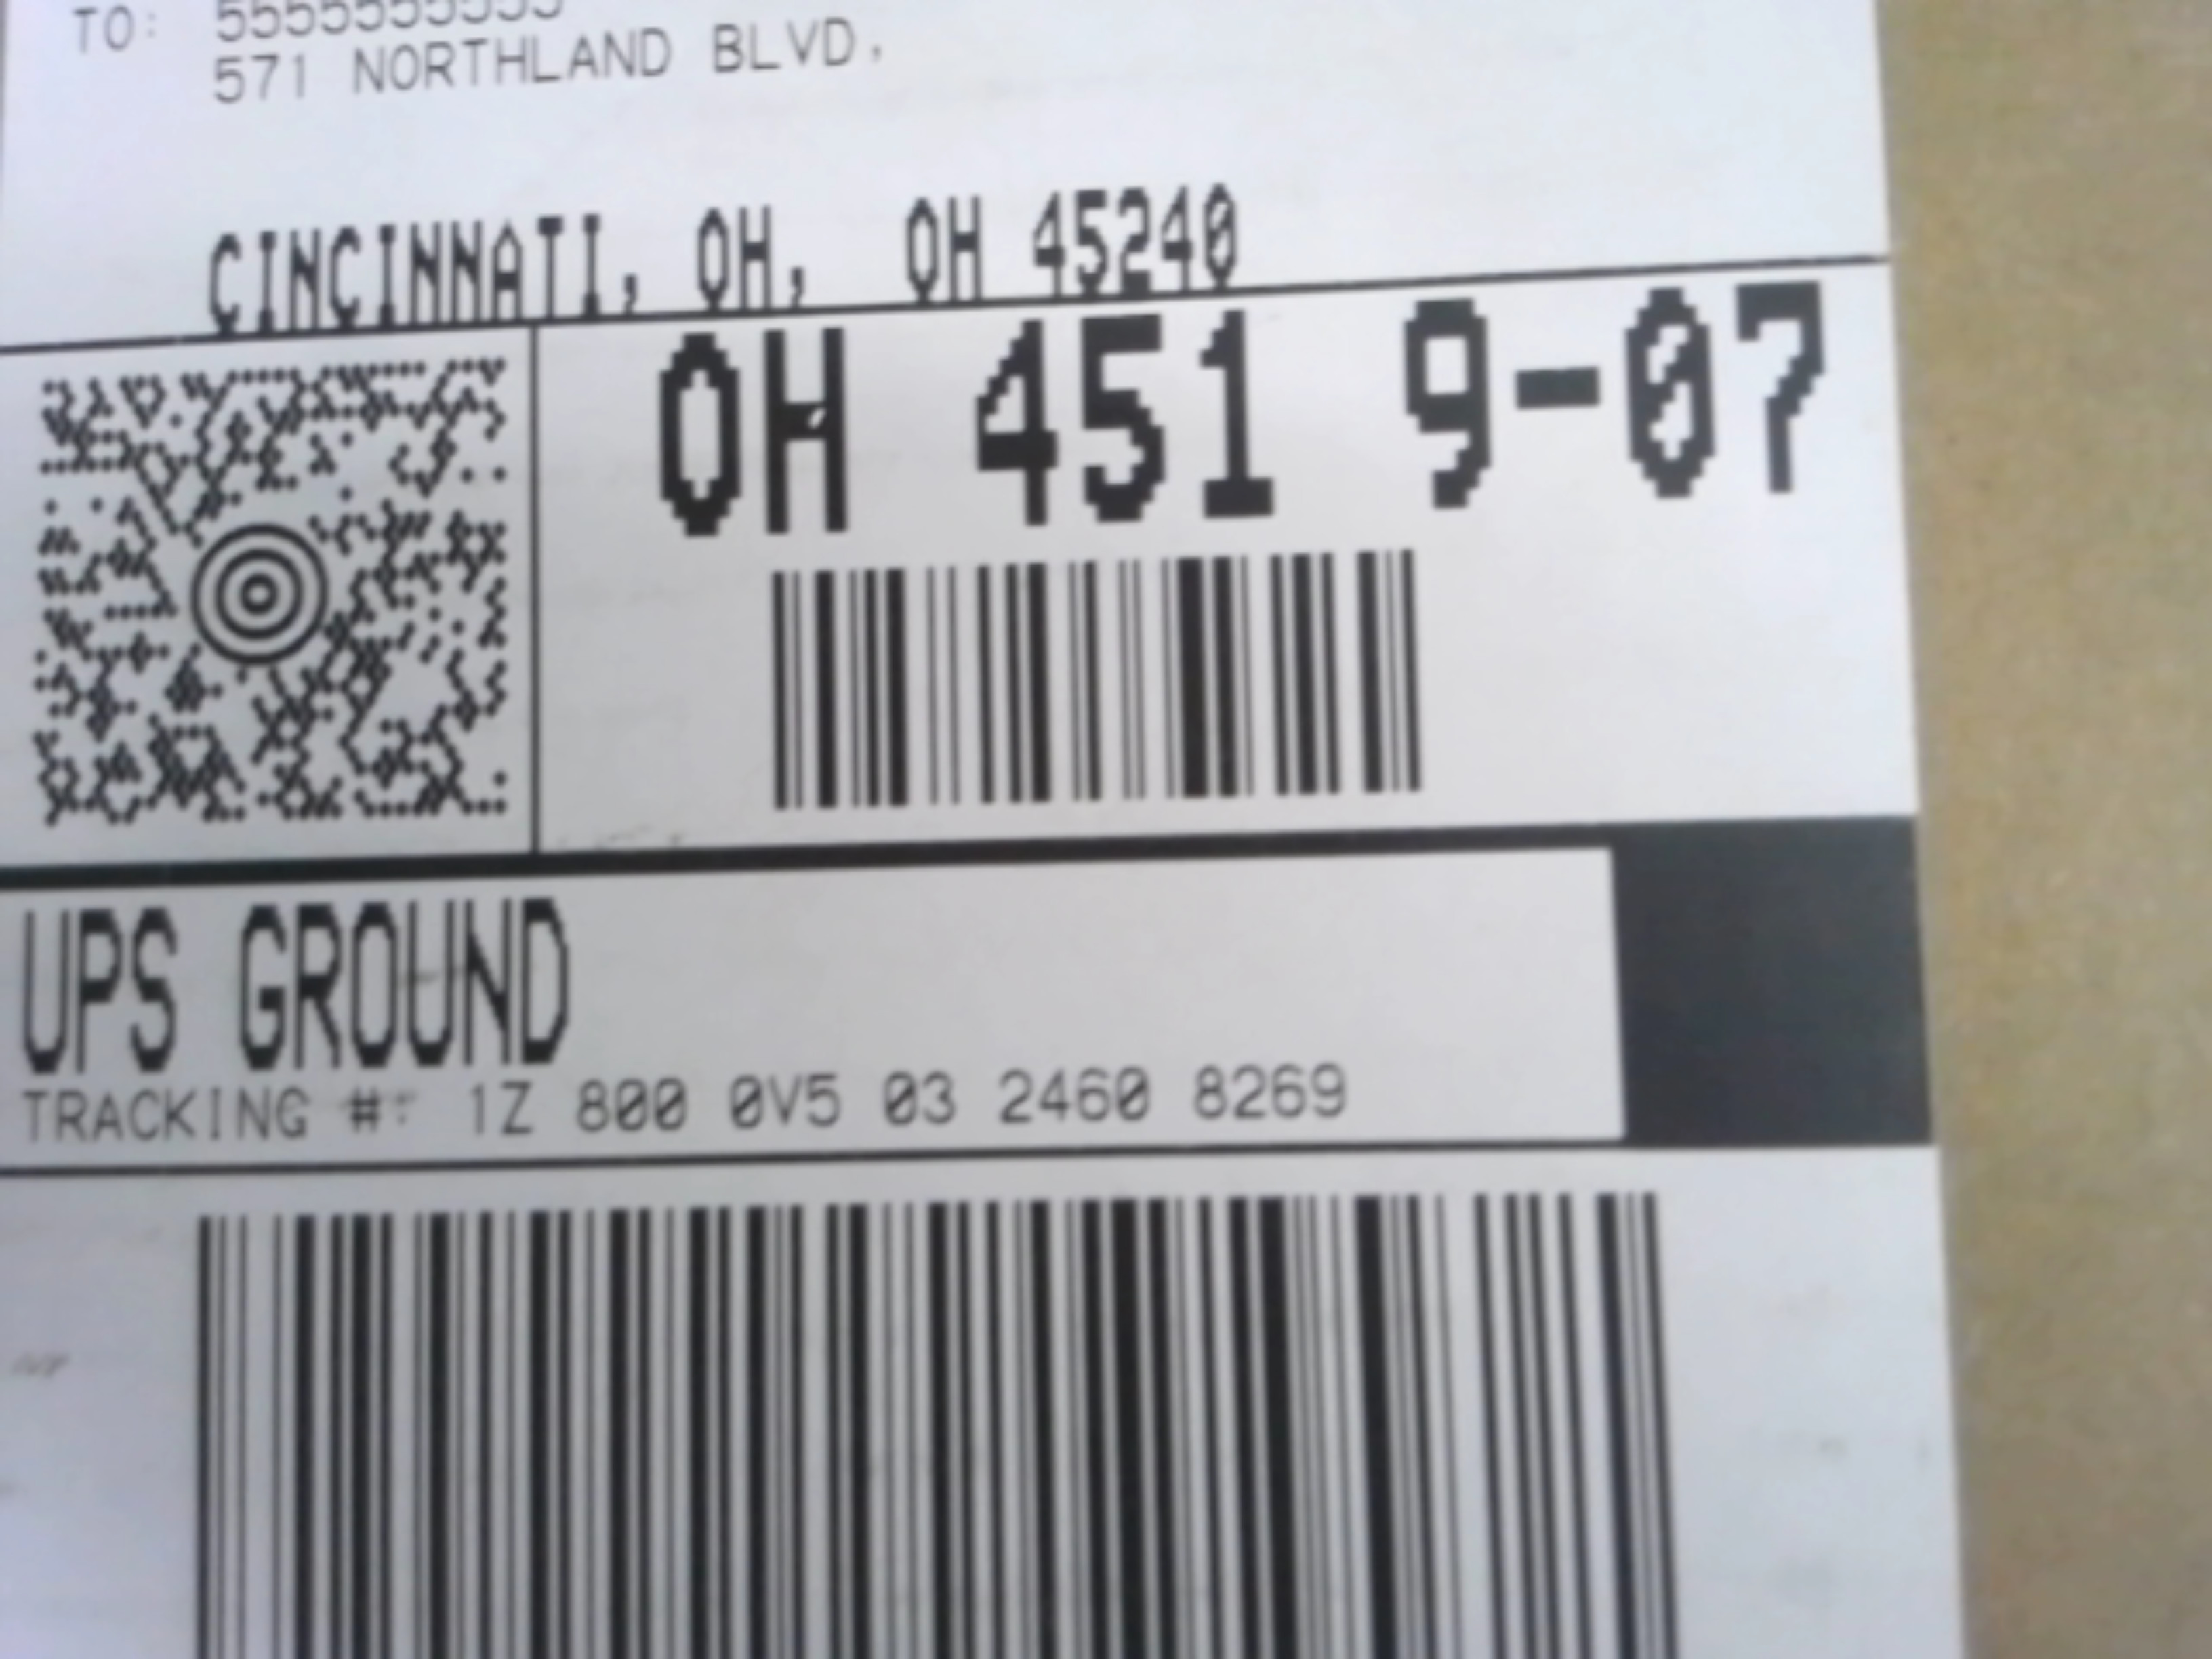 TO: 5555555555
571 NORTHLAND BLVD,
CINCINNATI, OH, OH 45240
OH 451 9-07
UPS GROUND
TRACKING #: 1Z 800 0V5 03 2460 8269